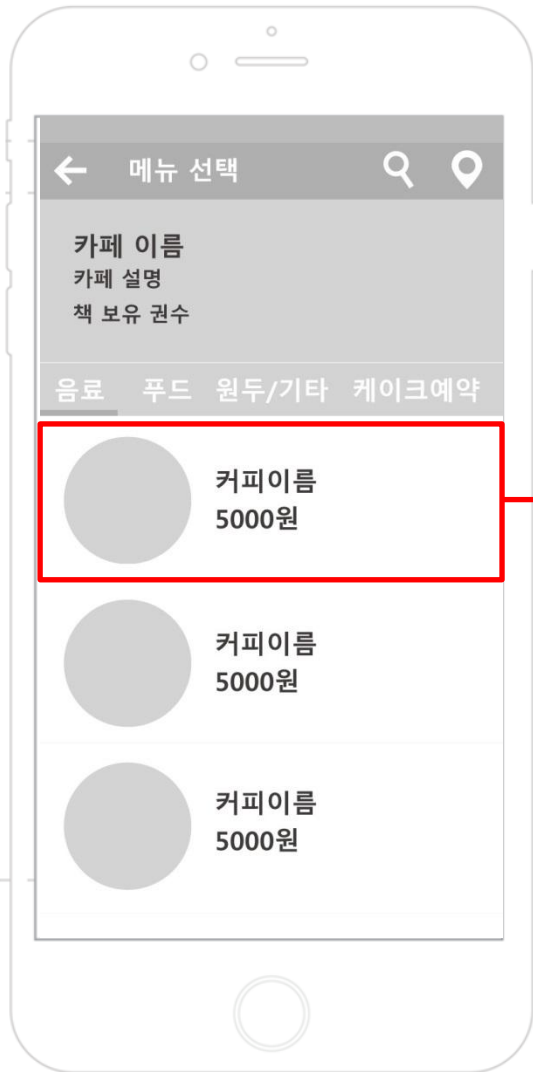 메뉴 선택
카페 이름
카페 설명
책 보유 권수
음료 푸드 원두/기타 케이크예약
커피이름
5000원
커피이름
5000원
커피이름
5000원